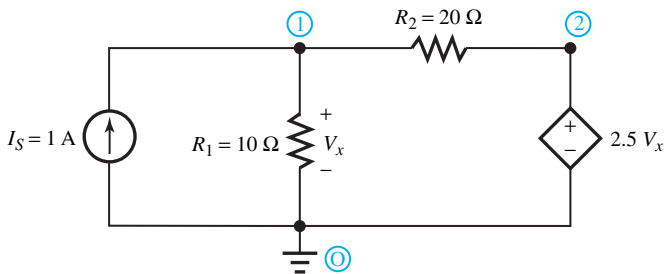 1
R2 = 20 Ω
2
IS = 1 A
R1 = 10 Ω
+
Vx
−
+
−
2.5 Vx
O